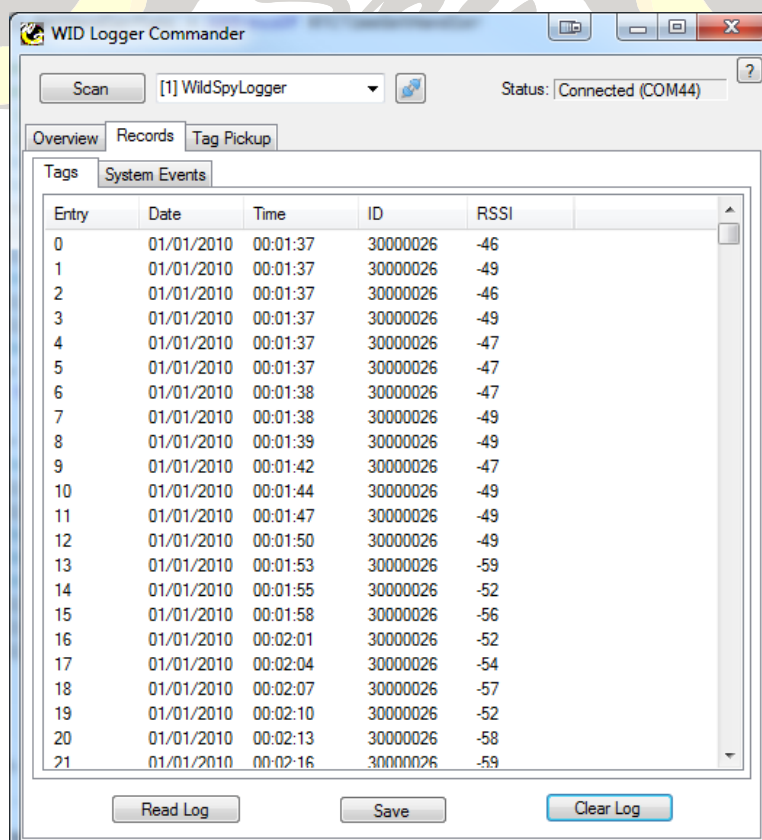 WID Logger Commander
Scan [1] WildSpyLogger Status: Connected (COM44) ?
Overview Records Tag Pickup
Tags System Events
Entry Date Time ID RSSI
0 01/01/2010 00:01:37 30000026 -46
1 01/01/2010 00:01:37 30000026 -49
2 01/01/2010 00:01:37 30000026 -46
3 01/01/2010 00:01:37 30000026 -49
4 01/01/2010 00:01:37 30000026 -47
5 01/01/2010 00:01:37 30000026 -47
6 01/01/2010 00:01:38 30000026 -47
7 01/01/2010 00:01:38 30000026 -49
8 01/01/2010 00:01:39 30000026 -49
9 01/01/2010 00:01:42 30000026 -47
10 01/01/2010 00:01:44 30000026 -49
11 01/01/2010 00:01:47 30000026 -49
12 01/01/2010 00:01:50 30000026 -49
13 01/01/2010 00:01:53 30000026 -59
14 01/01/2010 00:01:55 30000026 -52
15 01/01/2010 00:01:58 30000026 -56
16 01/01/2010 00:02:01 30000026 -52
17 01/01/2010 00:02:04 30000026 -54
18 01/01/2010 00:02:07 30000026 -57
19 01/01/2010 00:02:10 30000026 -52
20 01/01/2010 00:02:13 30000026 -58
21 01/01/2010 00:02:16 30000026 -59
Read Log Save Clear Log